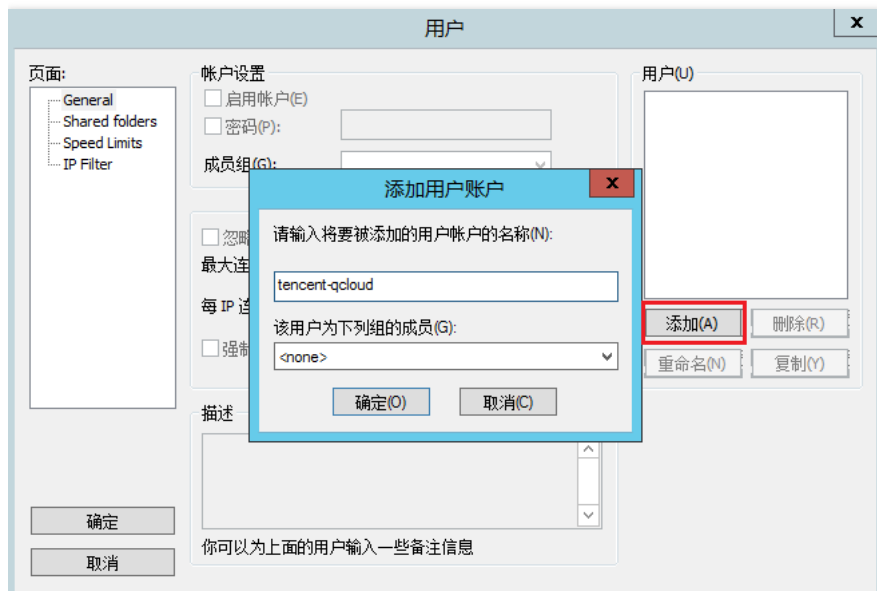 用户
x
页面:
General
Shared folders
Speed Limits
IP Filter
帐户设置
启用帐户(E)
密码(P):
成员组(G):
忽略
最大连
每 IP 连
强制
描述
你可以为上面的用户输入一些备注信息
添加用户账户
x
请输入将要被添加的用户帐户的名称(N):
tencent-qcloud
该用户为下列组的成员(G):
<none>
确定(O) 取消(C)
用户(U)
添加(A) 删除(R)
重命名(N) 复制(Y)
确定
取消